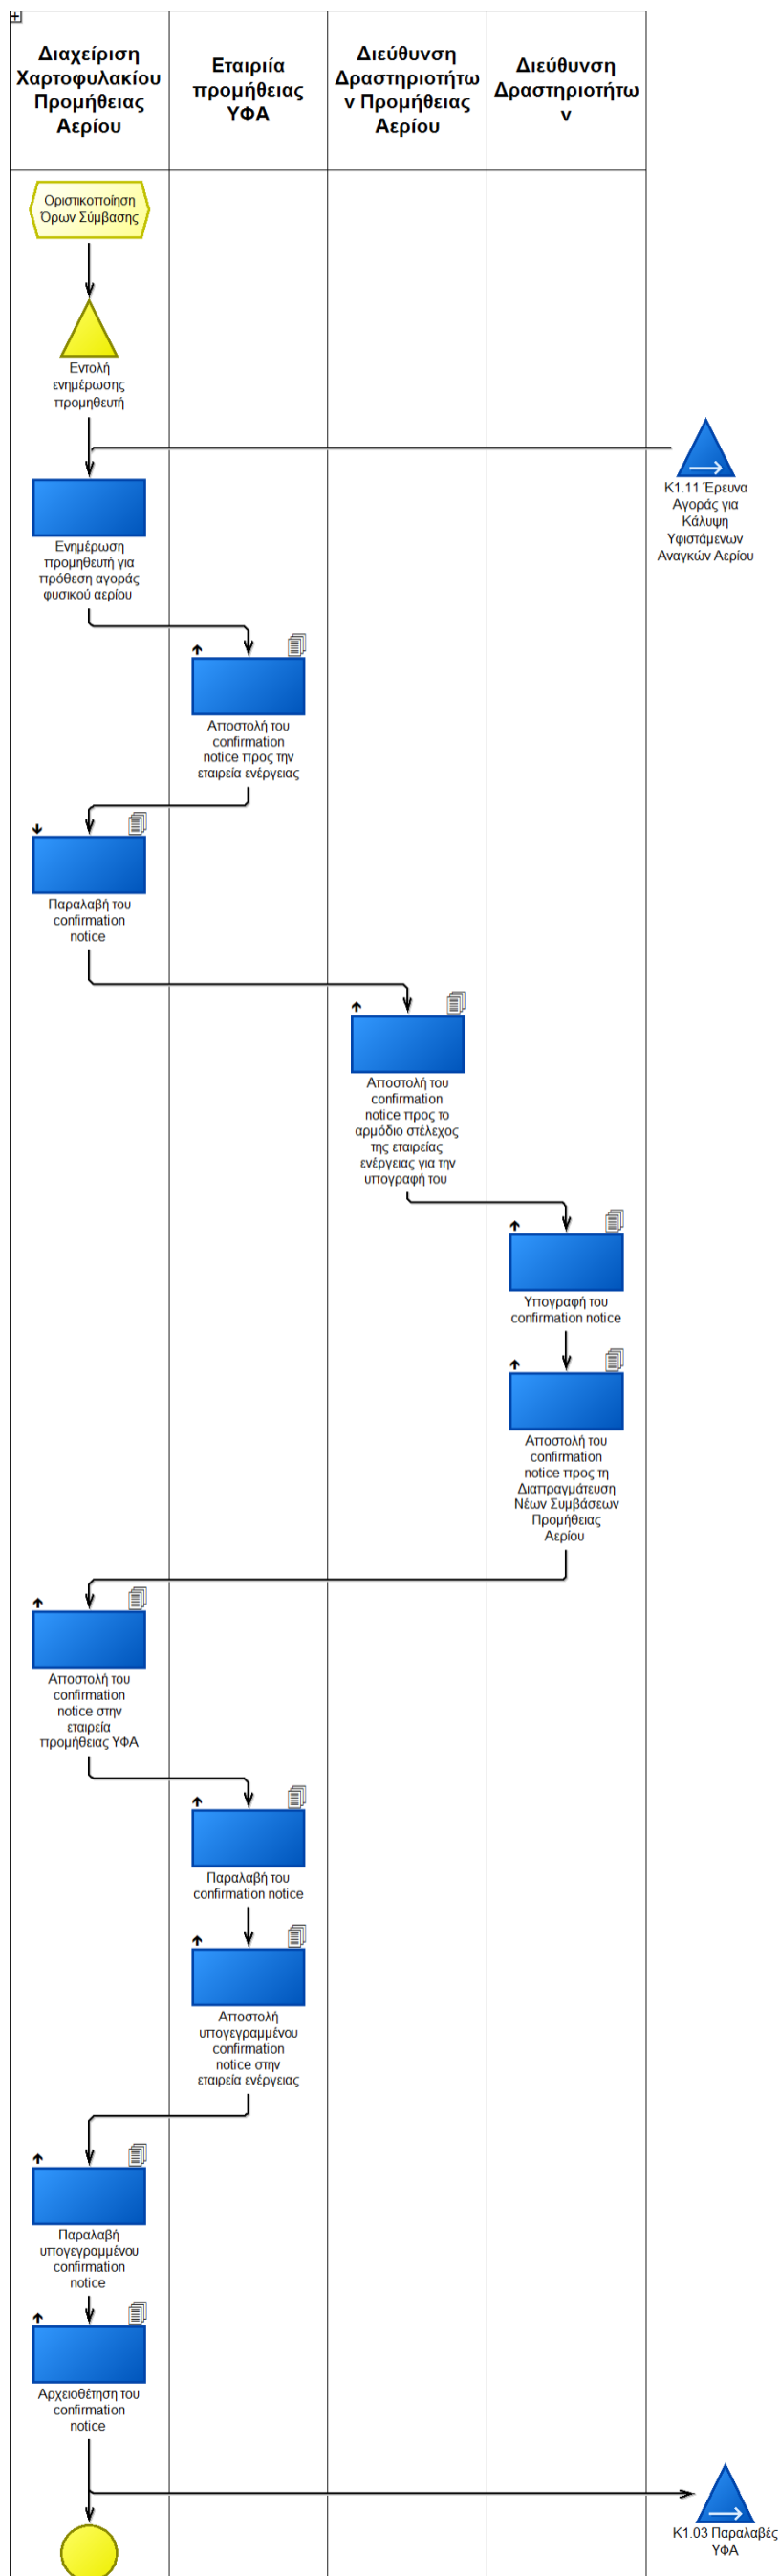 Διαχείριση
Χαρτοφυλακίου
Προμήθειας
Αερίου
Εταιριία
προμήθειας
ΥΦΑ
Διεύθυνση
Δραστηριοτήτω
ν Προμήθειας
Αερίου
Διεύθυνση
Δραστηριοτήτω
ν
Οριστικοποίηση
Όρων Σύμβασης
Εντολή
ενημέρωσης
προμηθευτή
Κ1.11 Έρευνα
Αγοράς για
Κάλυψη
Υφιστάμενων
Αναγκών Αερίου
Ενημέρωση
προμηθευτή για
πρόθεση αγοράς
φυσικού αερίου
Αποστολή του
confirmation
notice προς την
εταιρεία ενέργειας
Παραλαβή του
confirmation
notice
Αποστολή του
confirmation
notice προς το
αρμόδιο στέλεχος
της εταιρείας
ενέργειας για την
υπογραφή του
Υπογραφή του
confirmation notice
Αποστολή του
confirmation
notice προς τη
Διαπραγμάτευση
Νέων Συμβάσεων
Προμήθειας
Αερίου
Αποστολή του
confirmation
notice στην
εταιρεία
προμήθειας ΥΦΑ
Παραλαβή του
confirmation notice
Αποστολή
υπογεγραμμένου
confirmation
notice στην
εταιρεία ενέργειας
Παραλαβή
υπογεγραμμένου
confirmation
notice
Αρχειοθέτηση του
confirmation
notice
Κ1.03 Παραλαβές
ΥΦΑ